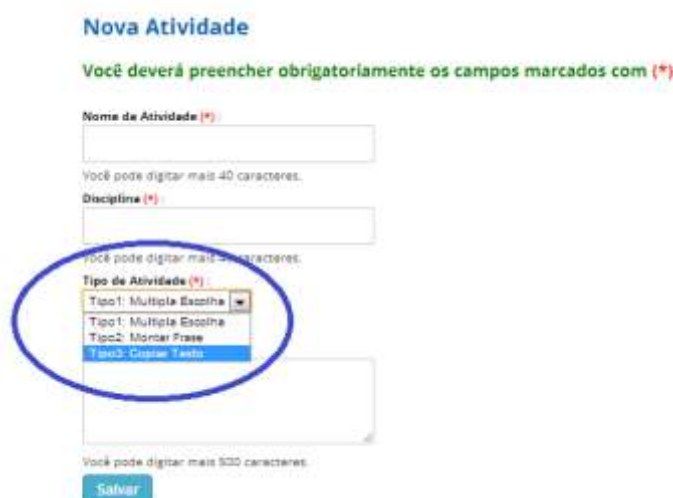 Nova Atividade
Você deverá preencher obrigatoriamente os campos marcados com (*)
Nome da Atividade (*) :
Você pode digitar mais 40 caracteres.
Disciplina (*) :
Você pode digitar mais caracteres.
Tipo de Atividade (*) :
Tipo1: Multipla Escolha
Tipo1: Multipla Escolha
Tipo2: Montar Frase
Tipo3: Copiar Texto
Você pode digitar mais 500 caracteres.
Salvar